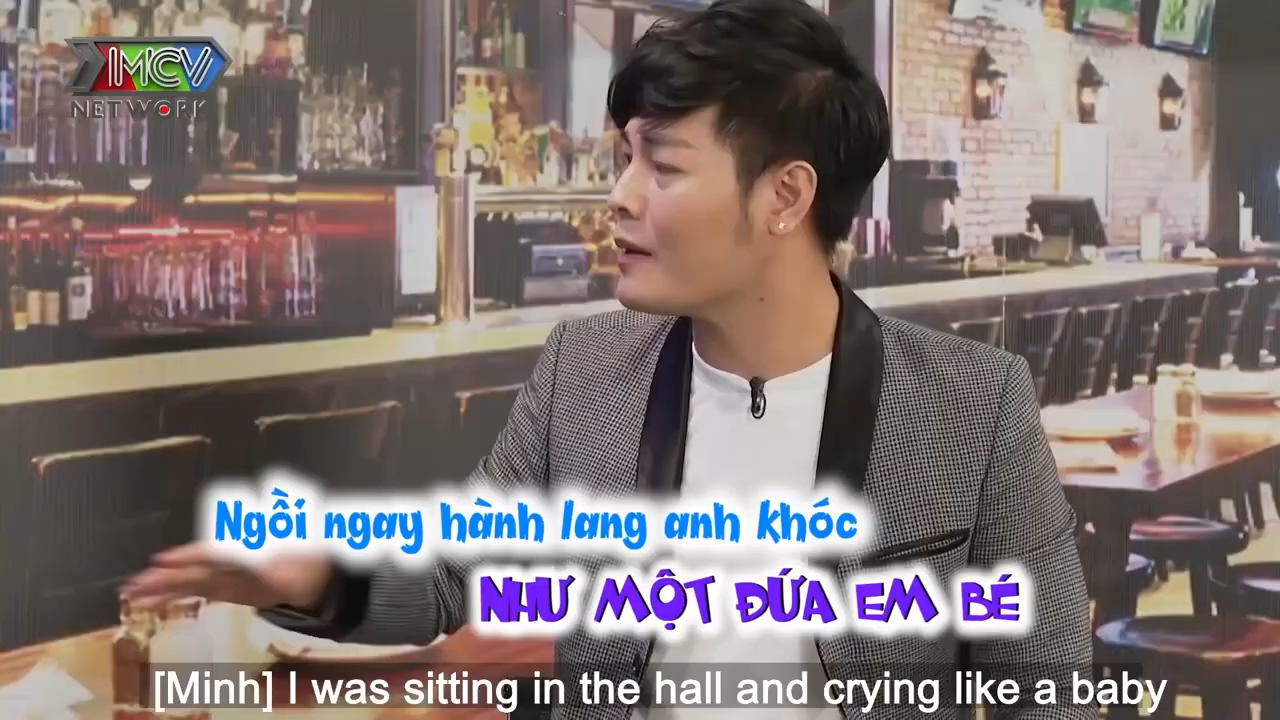 MCV
NETWORK
Ngồi ngay hành lang anh khóc
NHƯ MỘT ĐỨA EM BÉ
[Minh] I was sitting in the hall and crying like a baby